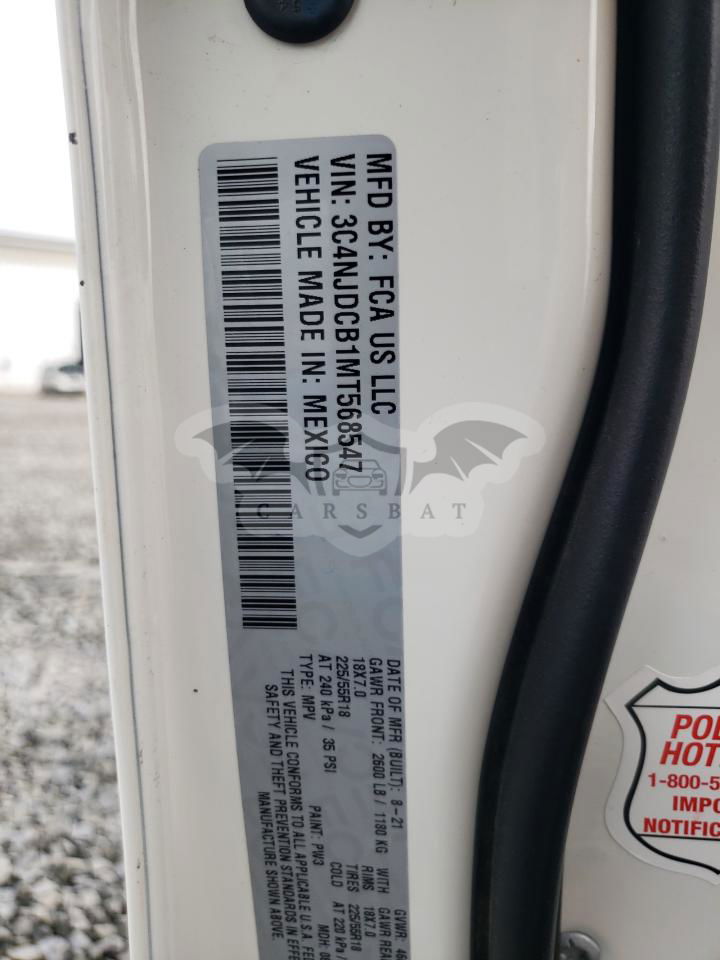 MFD BY: FCA US LLC
VIN: 3C4NJDCB1MT568547
VEHICLE MADE IN: MEXICO
CARSBAT
DATE OF MFR (BUILT): 8-21
GVWR:
GAWR FRONT: 2600 LB / 1180 KG
WITH
GAWR
18X7.0
RIMS
18X7.0
225/55R18
TIRES
225/55R18
AT 240 kPa / 35 PSI
COLD
AT 220 kPa /
TYPE: MPV
PAINT: PW3
MDH:
THIS VEHICLE CONFORMS TO ALL APPLICABLE U.S.A.
SAFETY AND THEFT PREVENTION STANDARDS IN
MANUFACTURE SHOWN ABOVE.
1-800-5